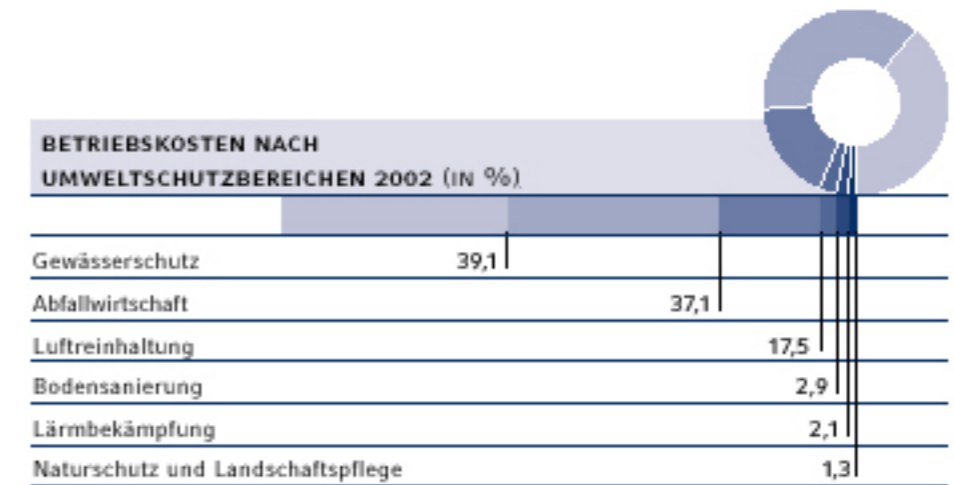 BETRIEBSKOSTEN NACH
UMWELTSCHUTZBEREICHEN 2002 (IN %)
Gewässerschutz 39,1
Abfallwirtschaft 37,1
Luftreinhaltung 17,5
Bodensanierung 2,9
Lärmbekämpfung 2,1
Naturschutz und Landschaftspflege 1,3